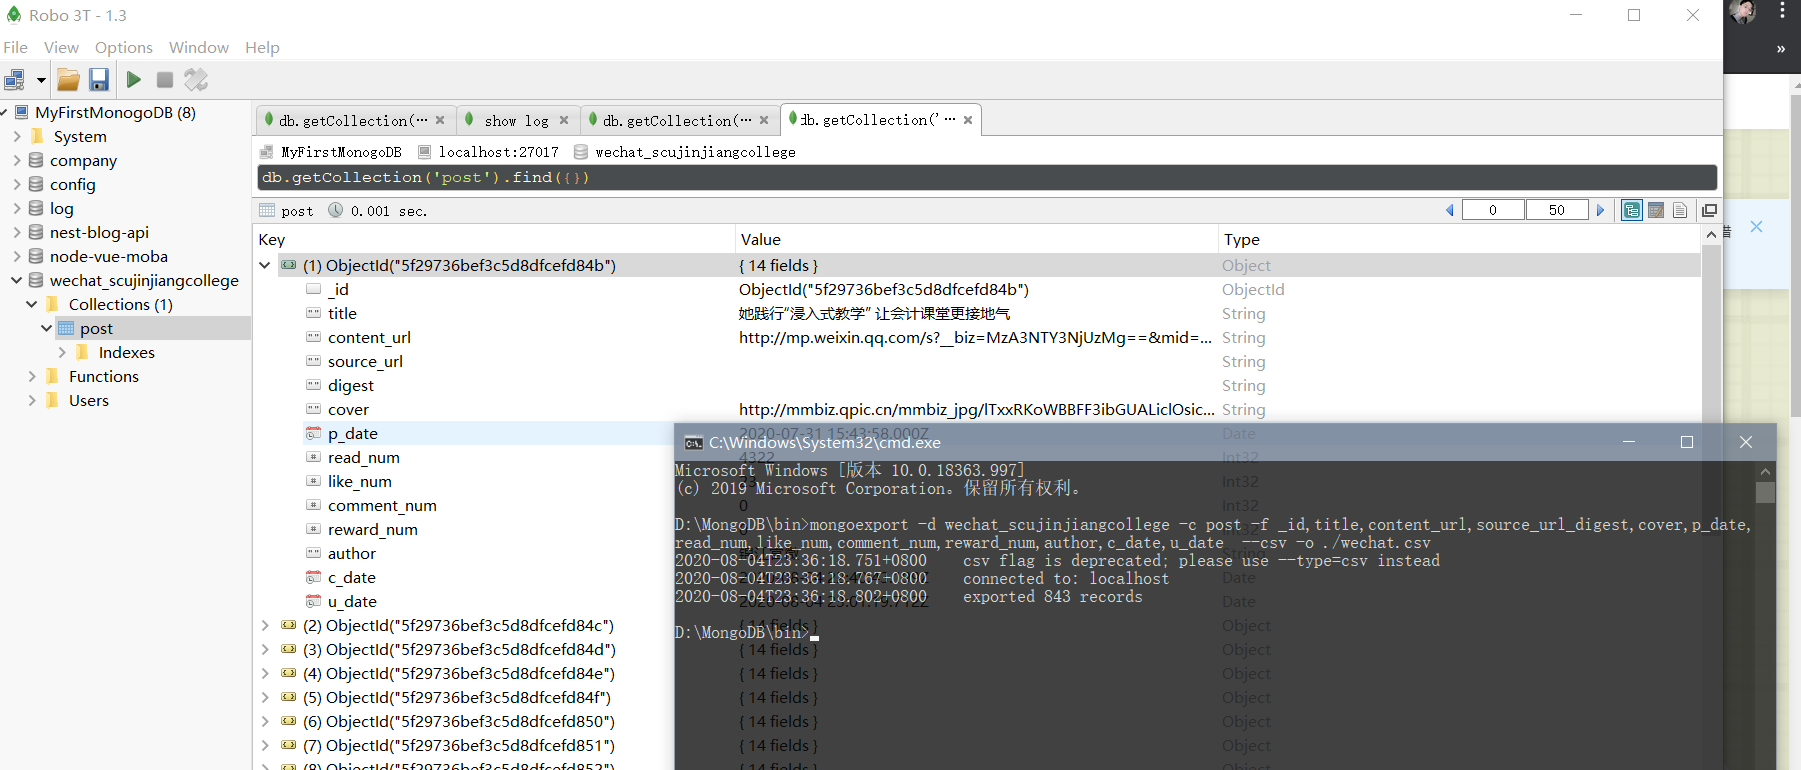 Robo 3T - 1.3
File View Options Window Help
MyFirstMonogoDB (8)
System
company
config
log
nest-blog-api
node-vue-moba
wechat_scujinjiangcollege
Collections (1)
post
Indexes
Functions
Users
db.getCollection(··· show log db.getCollection(··· db.getCollection('···
MyFirstMonogoDB localhost:27017 wechat_scujinjiangcollege
db.getCollection('post').find({})
post 0.001 sec. 0 50
Key Value Type
(1) ObjectId("5f29736bef3c5d8dfcefd84b") { 14 fields } Object
_id ObjectId("5f29736bef3c5d8dfcefd84b") ObjectId
title 她践行“浸入式教学” 让会计课堂更接地气 String
content_url http://mp.weixin.qq.com/s?__biz=MzA3NTY3NjUzMg==&mid=... String
source_url String
digest String
cover http://mmbiz.qpic.cn/mmbiz_jpg/lTxxRKoWBBFF3ibGUALiclOsic... String
p_date 2020-07-31 15:43:58.000Z Date
read_num 4322 Int32
like_num Int32
comment_num 0 Int32
reward_num
author
c_date Date
u_date 2020-08-04 23:01:19.712Z Date
(2) ObjectId("5f29736bef3c5d8dfcefd84c") { 14 fields } Object
(3) ObjectId("5f29736bef3c5d8dfcefd84d") { 14 fields } Object
(4) ObjectId("5f29736bef3c5d8dfcefd84e") { 14 fields } Object
(5) ObjectId("5f29736bef3c5d8dfcefd84f") { 14 fields } Object
(6) ObjectId("5f29736bef3c5d8dfcefd850") { 14 fields } Object
(7) ObjectId("5f29736bef3c5d8dfcefd851") { 14 fields } Object
(8) ObjectId("5f29736bef3c5d8dfcefd852") { 14 fields } Object
C:\Windows\System32\cmd.exe
Microsoft Windows [版本 10.0.18363.997]
(c) 2019 Microsoft Corporation。保留所有权利。
D:\MongoDB\bin>mongoexport -d wechat_scujinjiangcollege -c post -f _id,title,content_url,source_url_digest,cover,p_date,
read_num,like_num,comment_num,reward_num,author,c_date,u_date --csv -o ./wechat.csv
2020-08-04T23:36:18.751+0800 csv flag is deprecated; please use --type=csv instead
2020-08-04T23:36:18.767+0800 connected to: localhost
2020-08-04T23:36:18.802+0800 exported 843 records
D:\MongoDB\bin>